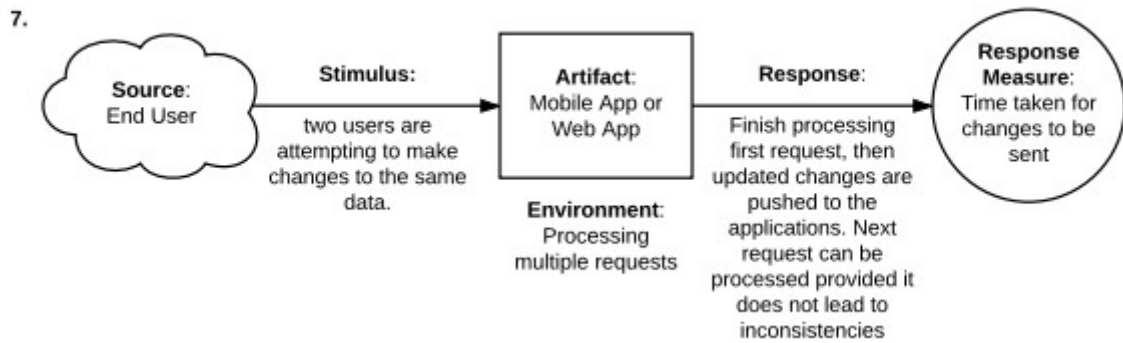 7.
Source:
End User
Stimulus:
two users are
attempting to make
changes to the same
data.
Artifact:
Mobile App or
Web App
Environment:
Processing
multiple requests
Response:
Finish processing
first request, then
updated changes are
pushed to the
applications. Next
request can be
processed provided it
does not lead to
inconsistencies
Response
Measure:
Time taken for
changes to be
sent